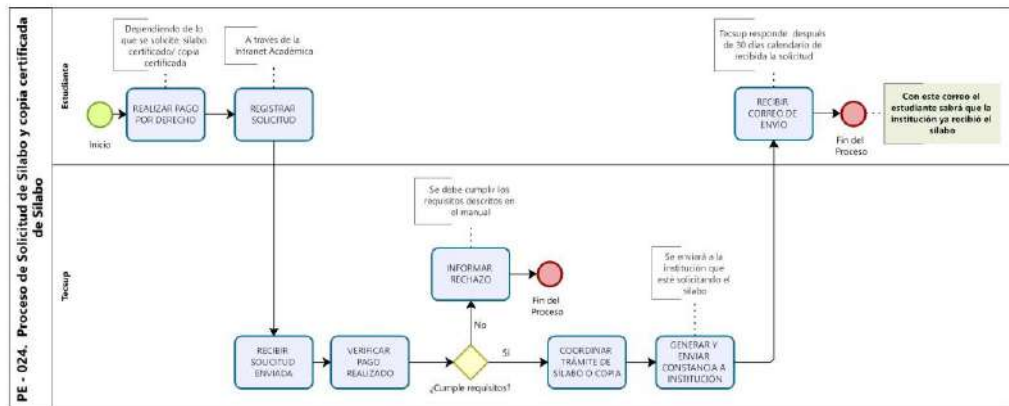 PE - 024. Proceso de Solicitud de Sílabo y copia certificada
de Sílabo
Estudiante
Dependiendo de lo
que se solicite: sílabo
certificado/ copia
certificada
A través de la
Intranet Académica
Inicio
REALIZAR PAGO
POR DERECHO
REGISTRAR
SOLICITUD
Tecsup responde después
de 30 días calendario de
recibida la solicitud
RECIBIR
CORREO DE
ENVIO
Fin del
Proceso
Con este correo el
estudiante sabrá que la
institución ya recibió el
sílabo
Tecsup
Se debe cumplir los
requisitos descritos en
el manual
INFORMAR
RECHAZO
Fin del
Proceso
No
Se enviará a la
institución que
esté solicitando el
sílabo
RECIBIR
SOLICITUD
ENVIADA
VERIFICAR
PAGO
REALIZADO
¿Cumple requisitos?
Sí
COORDINAR
TRÁMITE DE
SÍLABO O COPIA
GENERAR Y
ENVIAR
CONSTANCIA A
INSTITUCIÓN